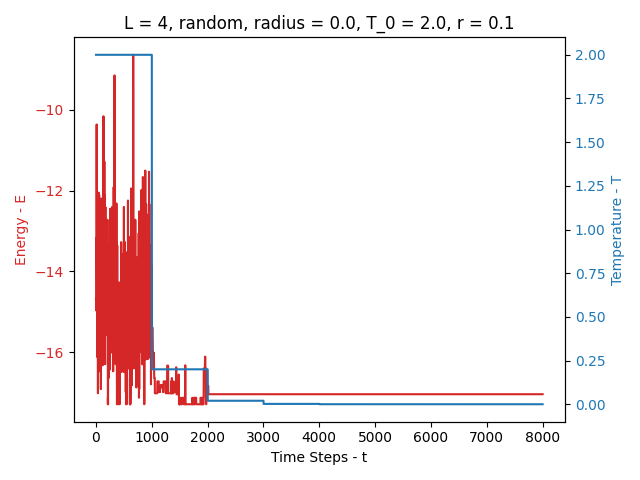 L = 4, random, radius = 0.0, T_0 = 2.0, r = 0.1
Energy - E
−10
−12
−14
−16
2.00
1.75
1.50
1.25
1.00
0.75
0.50
0.25
0.00
Temperature - T
0 1000 2000 3000 4000 5000 6000 7000 8000
Time Steps - t